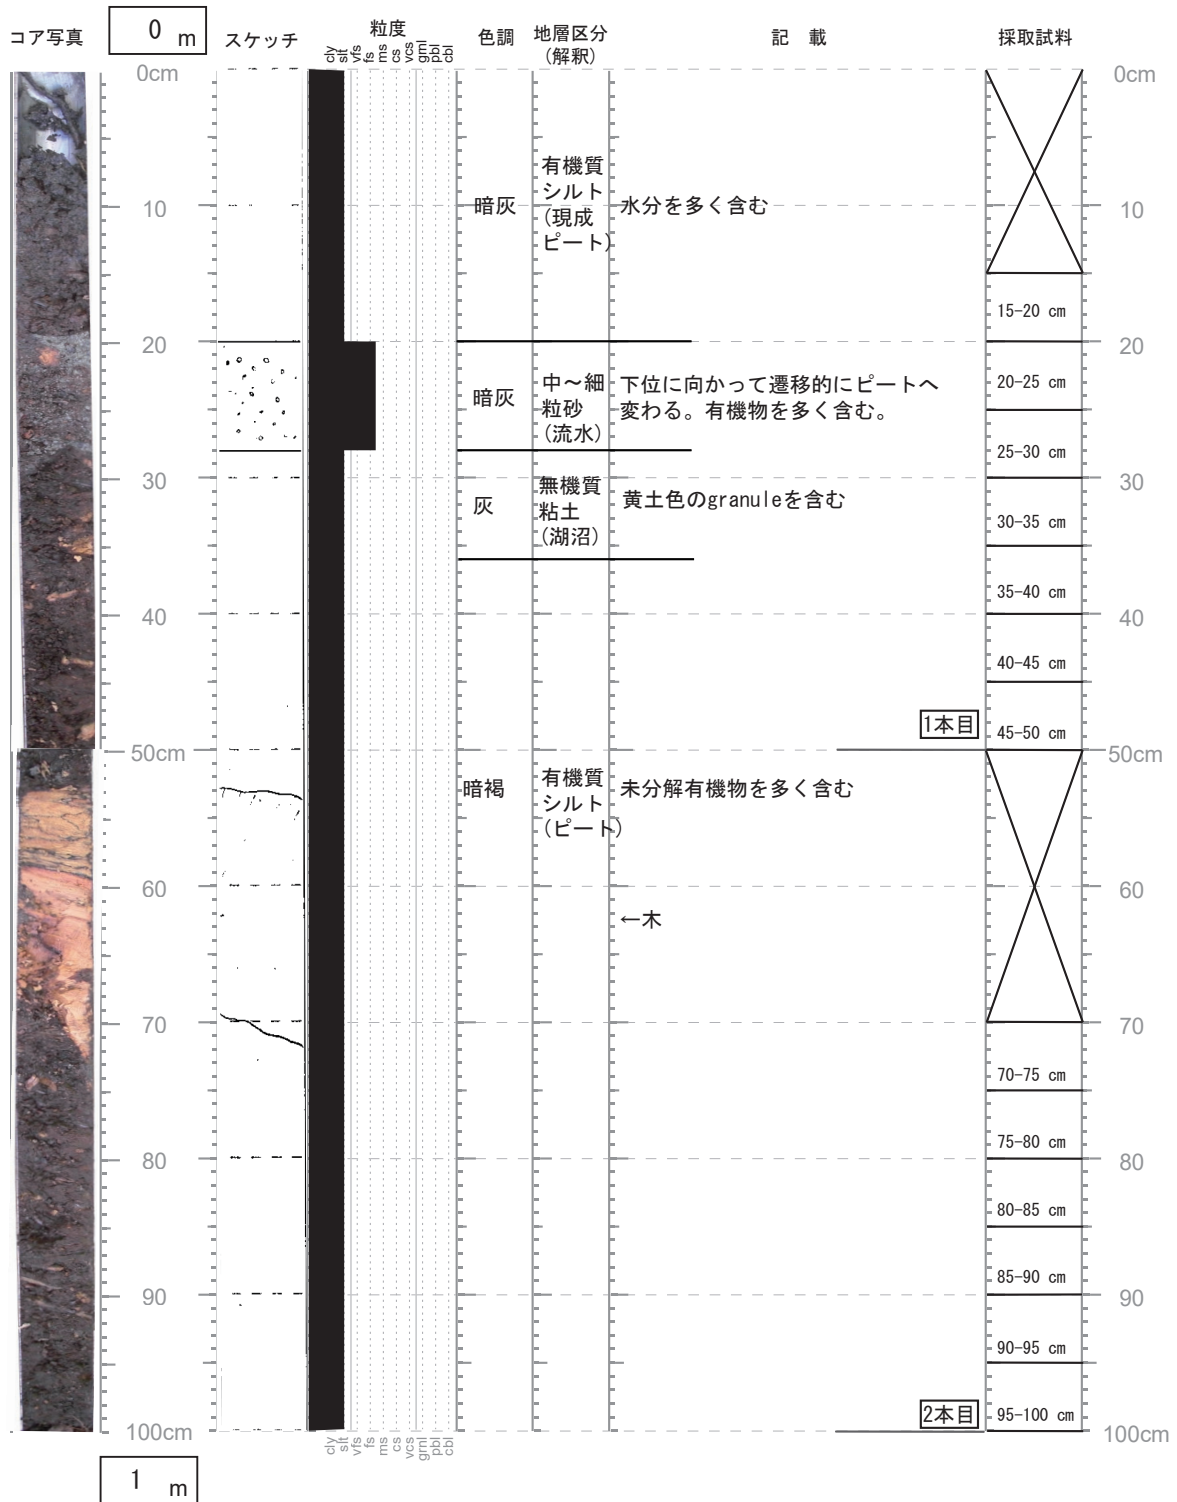 コア写真
0 m
スケッチ
粒度
cly
slt
vfs
fs
ms
cs
vcs
grnl
pbl
cbl
色調
地層区分
(解釈)
記 載
採取試料
0cm
10
20
30
40
50cm
60
70
80
90
100cm
暗灰
有機質
シルト
(現成
ピート)
水分を多く含む
暗灰
中～細
粒砂
(流水)
下位に向かって遷移的にピートへ
変わる。有機物を多く含む。
灰
無機質
粘土
(湖沼)
黄土色のgranuleを含む
1本目
暗褐
有機質
シルト
(ピート)
未分解有機物を多く含む
←木
2本目
15-20 cm
20-25 cm
25-30 cm
30-35 cm
35-40 cm
40-45 cm
45-50 cm
70-75 cm
75-80 cm
80-85 cm
85-90 cm
90-95 cm
95-100 cm
0cm
10
20
30
40
50cm
60
70
80
90
100cm
cly
slt
vfs
fs
ms
cs
vcs
grnl
pbl
cbl
1 m